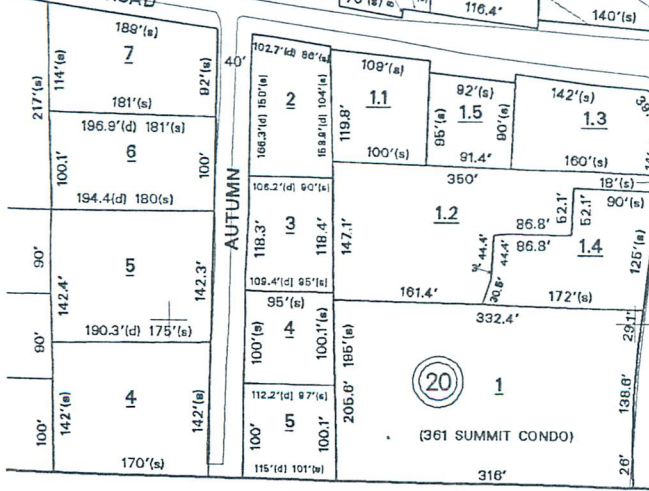 116.4'
140'(s)
188'(s)
7
114'(s)
92'(s)
217'(s)
181'(s)
40'
196.9'(d) 181'(s)
6
100.1'
100'
194.4(d) 180(s)
AUTUMN
90'
5
142.4'
142.3'
190.3'(d) 175'(s)
90'
4
142'(s)
142'(s)
100'
170'(s)
102.7'(d) 86'(s)
2
166.3'(d) 150'(s)
159.9'(d) 104'(s)
106.2'(d) 90'(s)
3
118.3'
118.4'
109.4'(d) 95'(s)
95'(s)
4
100'(s)
100.1'(s)
112.2'(d) 97'(s)
5
100'
100.1'
115'(d) 101'(s)
109'(s)
1.1
119.8'
100'(s)
92'(s)
1.5
95'(s)
90'(s)
91.4'
142'(s)
1.3
160'(s)
350'
18'(s)
90'(s)
1.2
147.1'
52.1'
52.1'
86.8'
86.8'
1.4
44.4'
44.4'
125'(s)
161.4'
172'(s)
332.4'
29.1'
195'(s)
205.6'
20
1
138.6'
(361 SUMMIT CONDO)
26'
316'